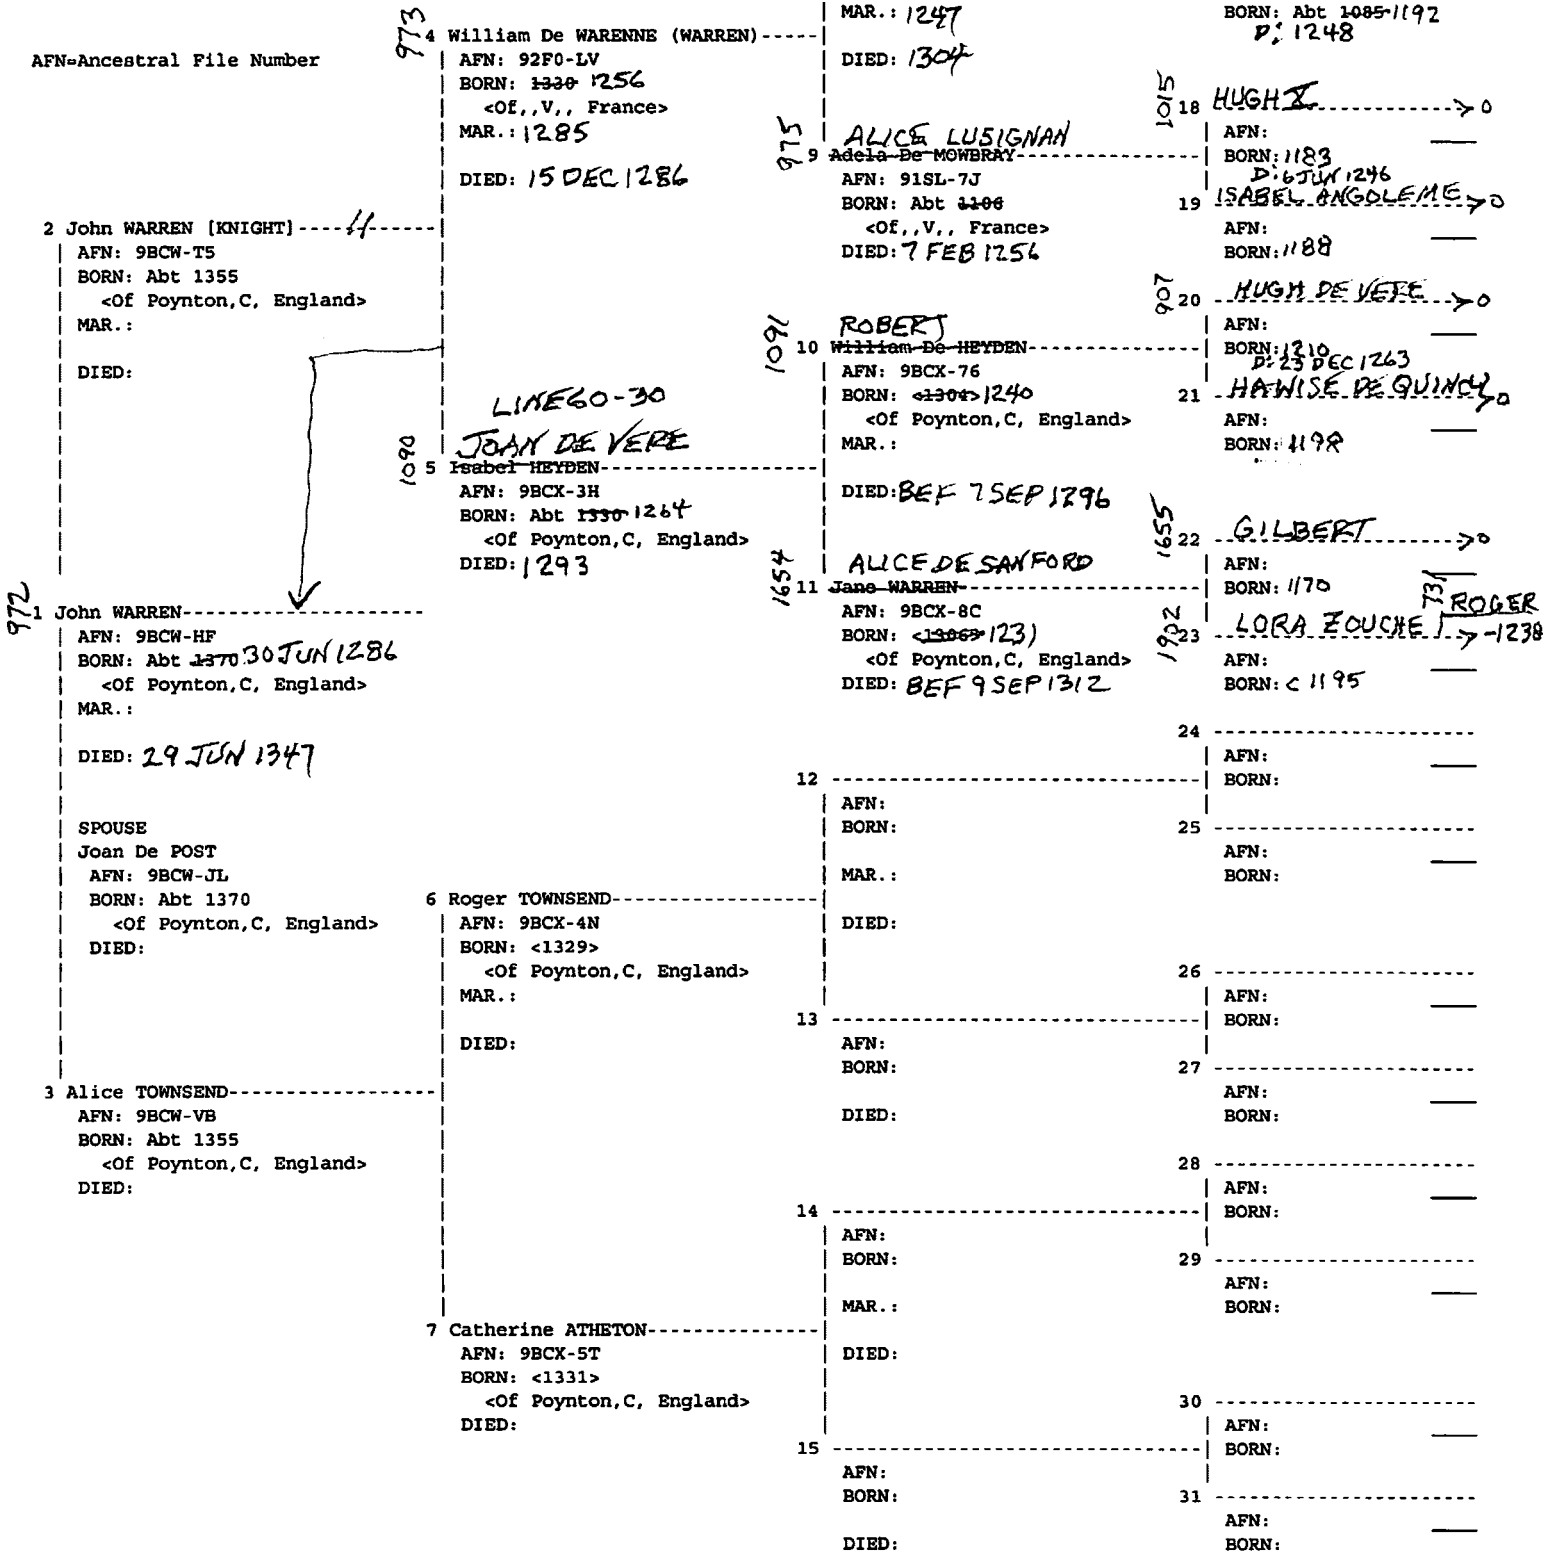 MAR.: 1247
BORN: Abt 1085 1192
D: 1248
973
4 William De WARENNE (WARREN)
AFN=Ancestral File Number
AFN: 92F0-LV
DIED: 1304
BORN: 1330 1256
<Of,,V,, France>
MAR.: 1285
DIED: 15 DEC 1286
1015
18 HUGH X → 0
AFN:
BORN: 1183
D: 6 JUN 1246
975
ALICE LUSIGNAN
9 Adela De MOWBRAY
AFN: 91SL-7J
BORN: Abt 1106
<Of,,V,, France>
DIED: 7 FEB 1256
19 ISABEL ANGOLEME → 0
AFN:
BORN: 1188
2 John WARREN [KNIGHT] 11
AFN: 9BCW-T5
BORN: Abt 1355
<Of Poynton,C, England>
MAR.:
DIED:
907
20 HUGH DE VERE → 0
AFN:
BORN: 1210
D: 23 DEC 1263
1091
ROBERT
10 William De HEYDEN
AFN: 9BCX-76
BORN: <1304> 1240
<Of Poynton,C, England>
MAR.:
DIED: BEF 7 SEP 1296
21 HAWISE DE QUINCY → 0
AFN:
BORN: 1198
LINE60-30
1090
JOAN DE VERE
5 Isabel HEYDEN
AFN: 9BCX-3H
BORN: Abt 1330 1264
<Of Poynton,C, England>
DIED: 1293
1655
22 GILBERT → 0
AFN:
BORN: 1170
1654
ALICE DE SANFORD
11 Jane WARREN
AFN: 9BCX-8C
BORN: <1306> 1231
<Of Poynton,C, England>
DIED: BEF 9 SEP 1312
731
ROGER
1902
23 LORA ZOUCHE → -1238
AFN:
BORN: C 1195
972
1 John WARREN
AFN: 9BCW-HF
BORN: Abt 1370 30 JUN 1286
<Of Poynton,C, England>
MAR.:
DIED: 29 JUN 1347
SPOUSE
Joan De POST
AFN: 9BCW-JL
BORN: Abt 1370
<Of Poynton,C, England>
DIED:
24
AFN:
BORN:
12
AFN:
BORN:
MAR.:
DIED:
25
AFN:
BORN:
6 Roger TOWNSEND
AFN: 9BCX-4N
BORN: <1329>
<Of Poynton,C, England>
MAR.:
DIED:
26
AFN:
BORN:
13
AFN:
BORN:
DIED:
27
AFN:
BORN:
3 Alice TOWNSEND
AFN: 9BCW-VB
BORN: Abt 1355
<Of Poynton,C, England>
DIED:
28
AFN:
BORN:
14
AFN:
BORN:
MAR.:
DIED:
29
AFN:
BORN:
7 Catherine ATHETON
AFN: 9BCX-5T
BORN: <1331>
<Of Poynton,C, England>
DIED:
30
AFN:
BORN:
15
AFN:
BORN:
DIED:
31
AFN:
BORN: